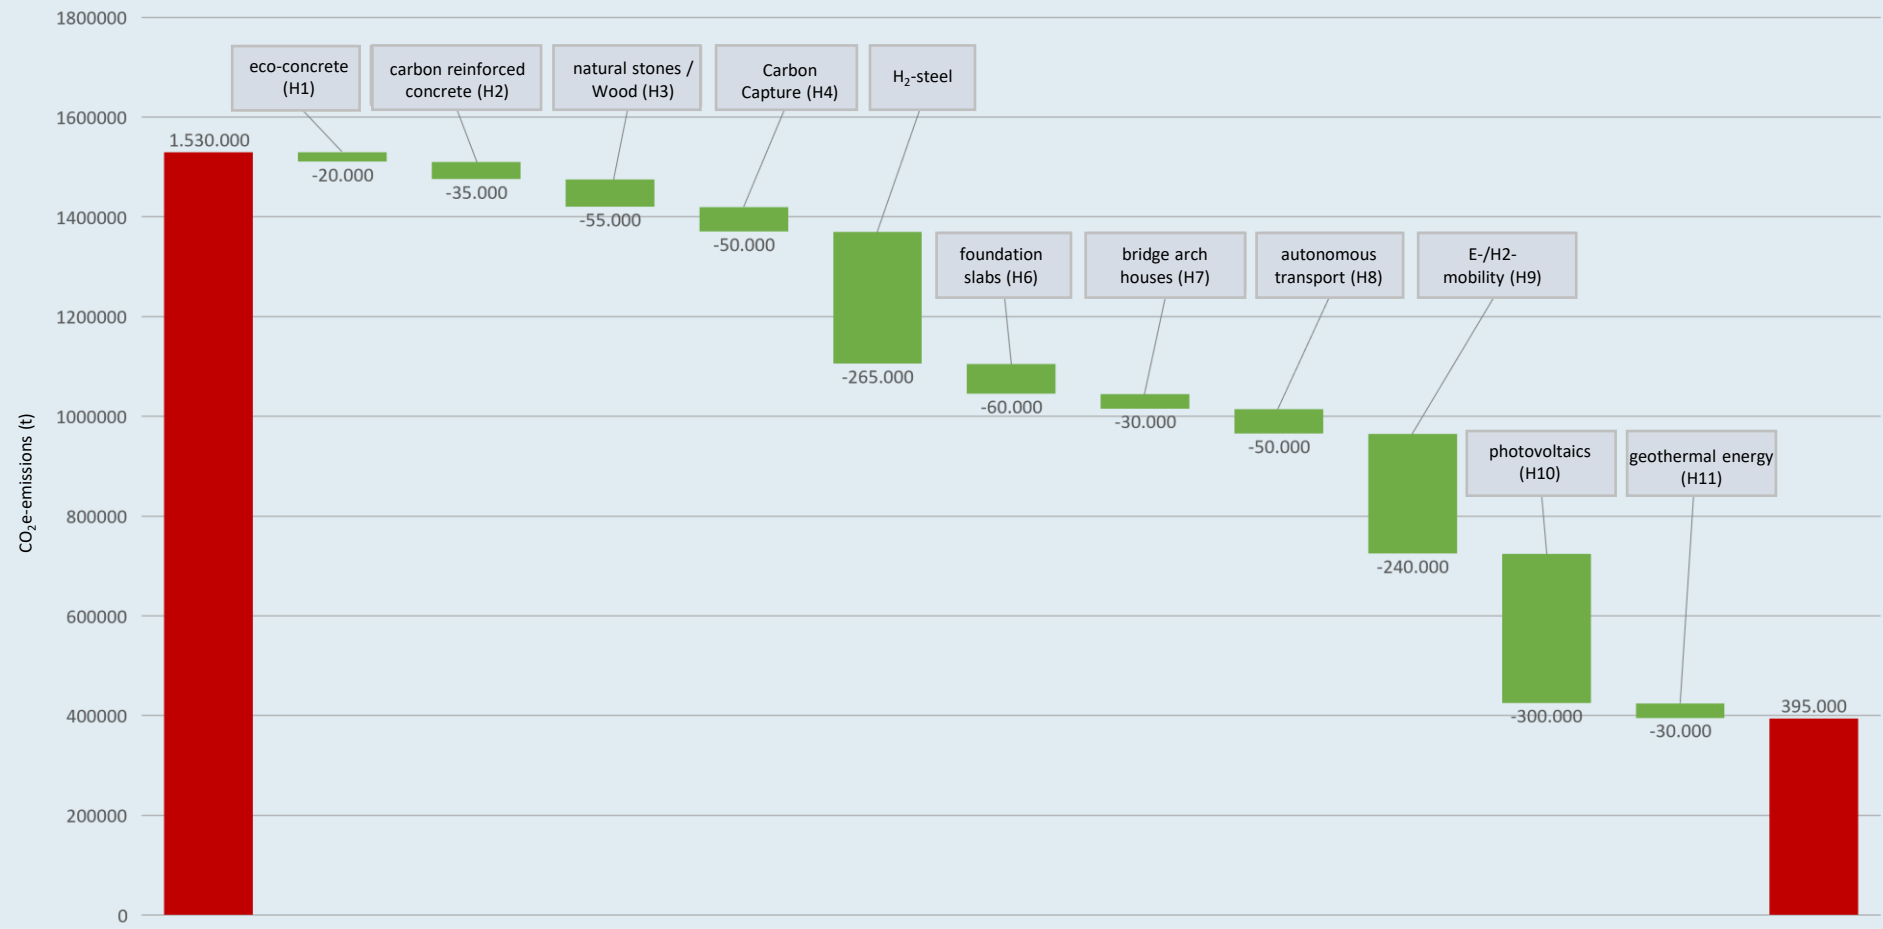 1800000
1600000
1400000
1200000
1000000
800000
600000
400000
200000
0
CO₂e-emissions (t)
eco-concrete
(H1)
carbon reinforced
concrete (H2)
natural stones /
Wood (H3)
Carbon
Capture (H4)
H₂-steel
foundation
slabs (H6)
bridge arch
houses (H7)
autonomous
transport (H8)
E-/H2-
mobility (H9)
photovoltaics
(H10)
geothermal energy
(H11)
1.530.000
-20.000
-35.000
-55.000
-50.000
-265.000
-60.000
-30.000
-50.000
-240.000
-300.000
-30.000
395.000